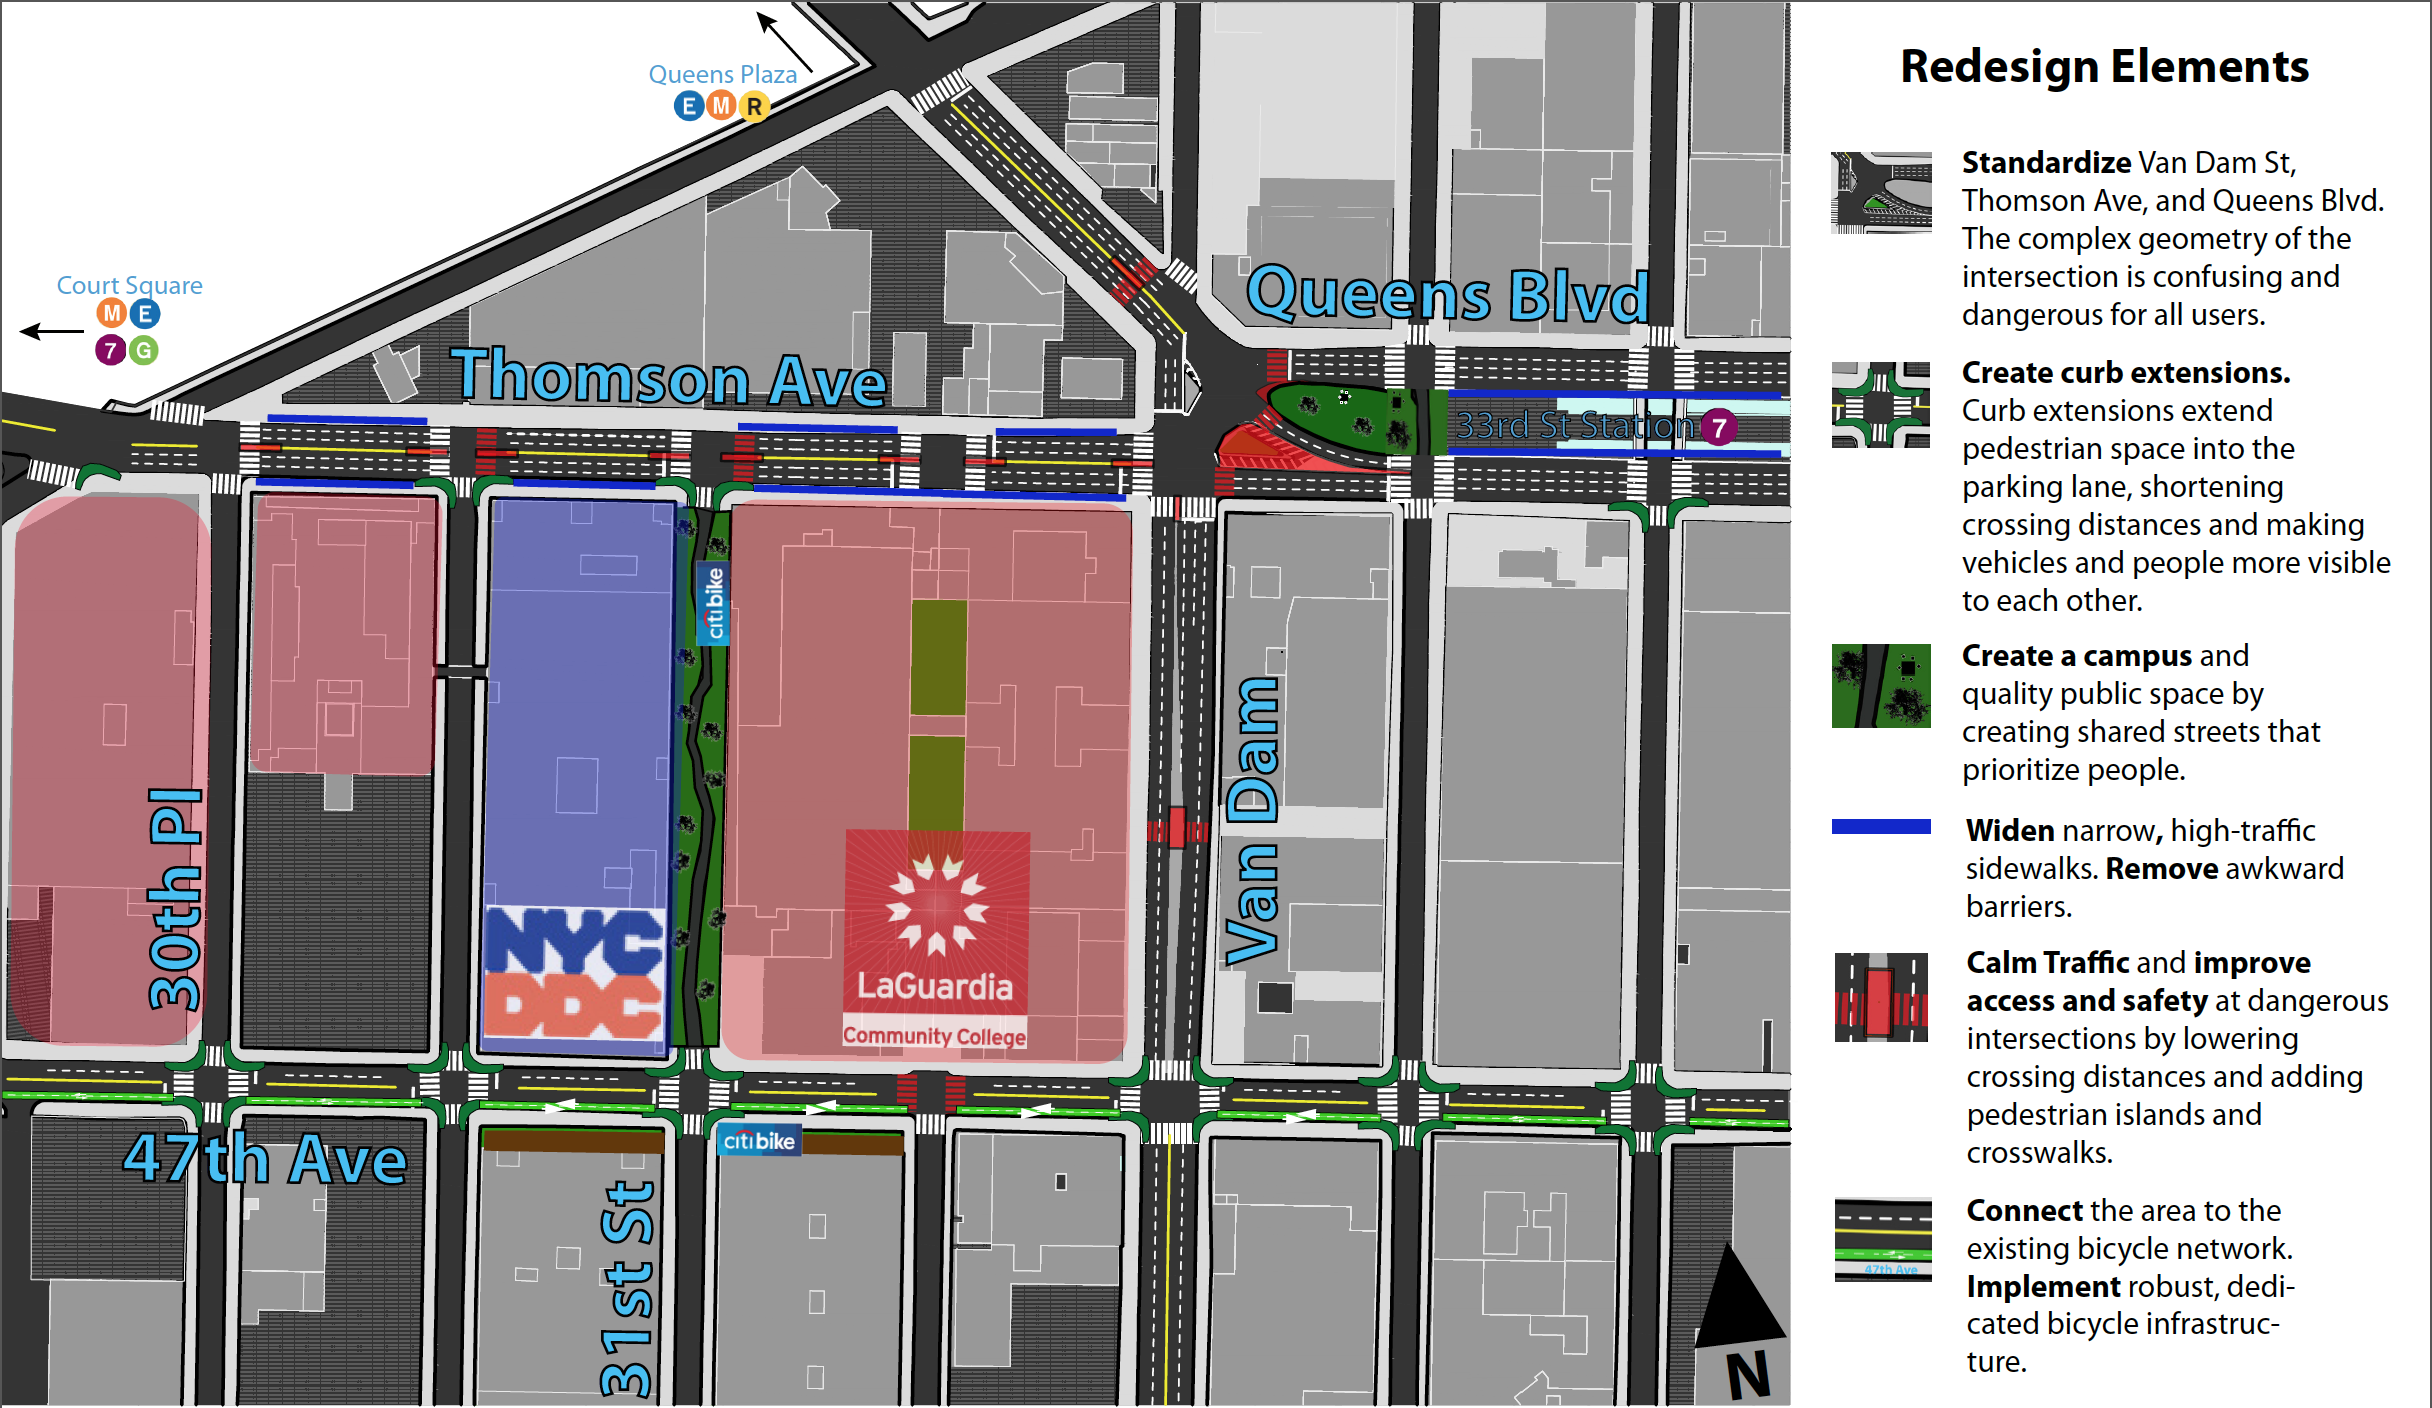 Queens Plaza
E M R
Court Square
M E
7 G
Queens Blvd
Thomson Ave
33rd St Station 7
citibike
30th Pl
Van Dam
NYC
DDC
LaGuardia
Community College
47th Ave
citibike
31st St
N
Redesign Elements
Standardize Van Dam St,
Thomson Ave, and Queens Blvd.
The complex geometry of the
intersection is confusing and
dangerous for all users.
Create curb extensions.
Curb extensions extend
pedestrian space into the
parking lane, shortening
crossing distances and making
vehicles and people more visible
to each other.
Create a campus and
quality public space by
creating shared streets that
prioritize people.
Widen narrow, high-traffic
sidewalks. Remove awkward
barriers.
Calm Traffic and improve
access and safety at dangerous
intersections by lowering
crossing distances and adding
pedestrian islands and
crosswalks.
47th Ave
Connect the area to the
existing bicycle network.
Implement robust, dedi-
cated bicycle infrastruc-
ture.